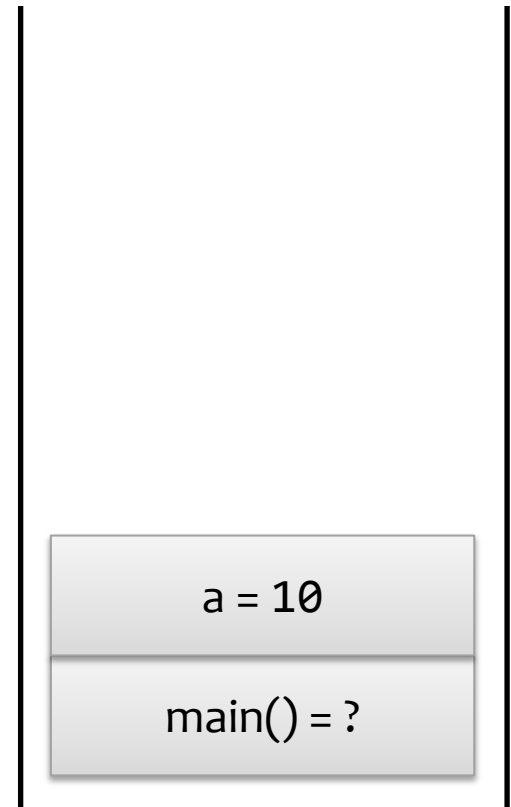 a = 10
main() = ?